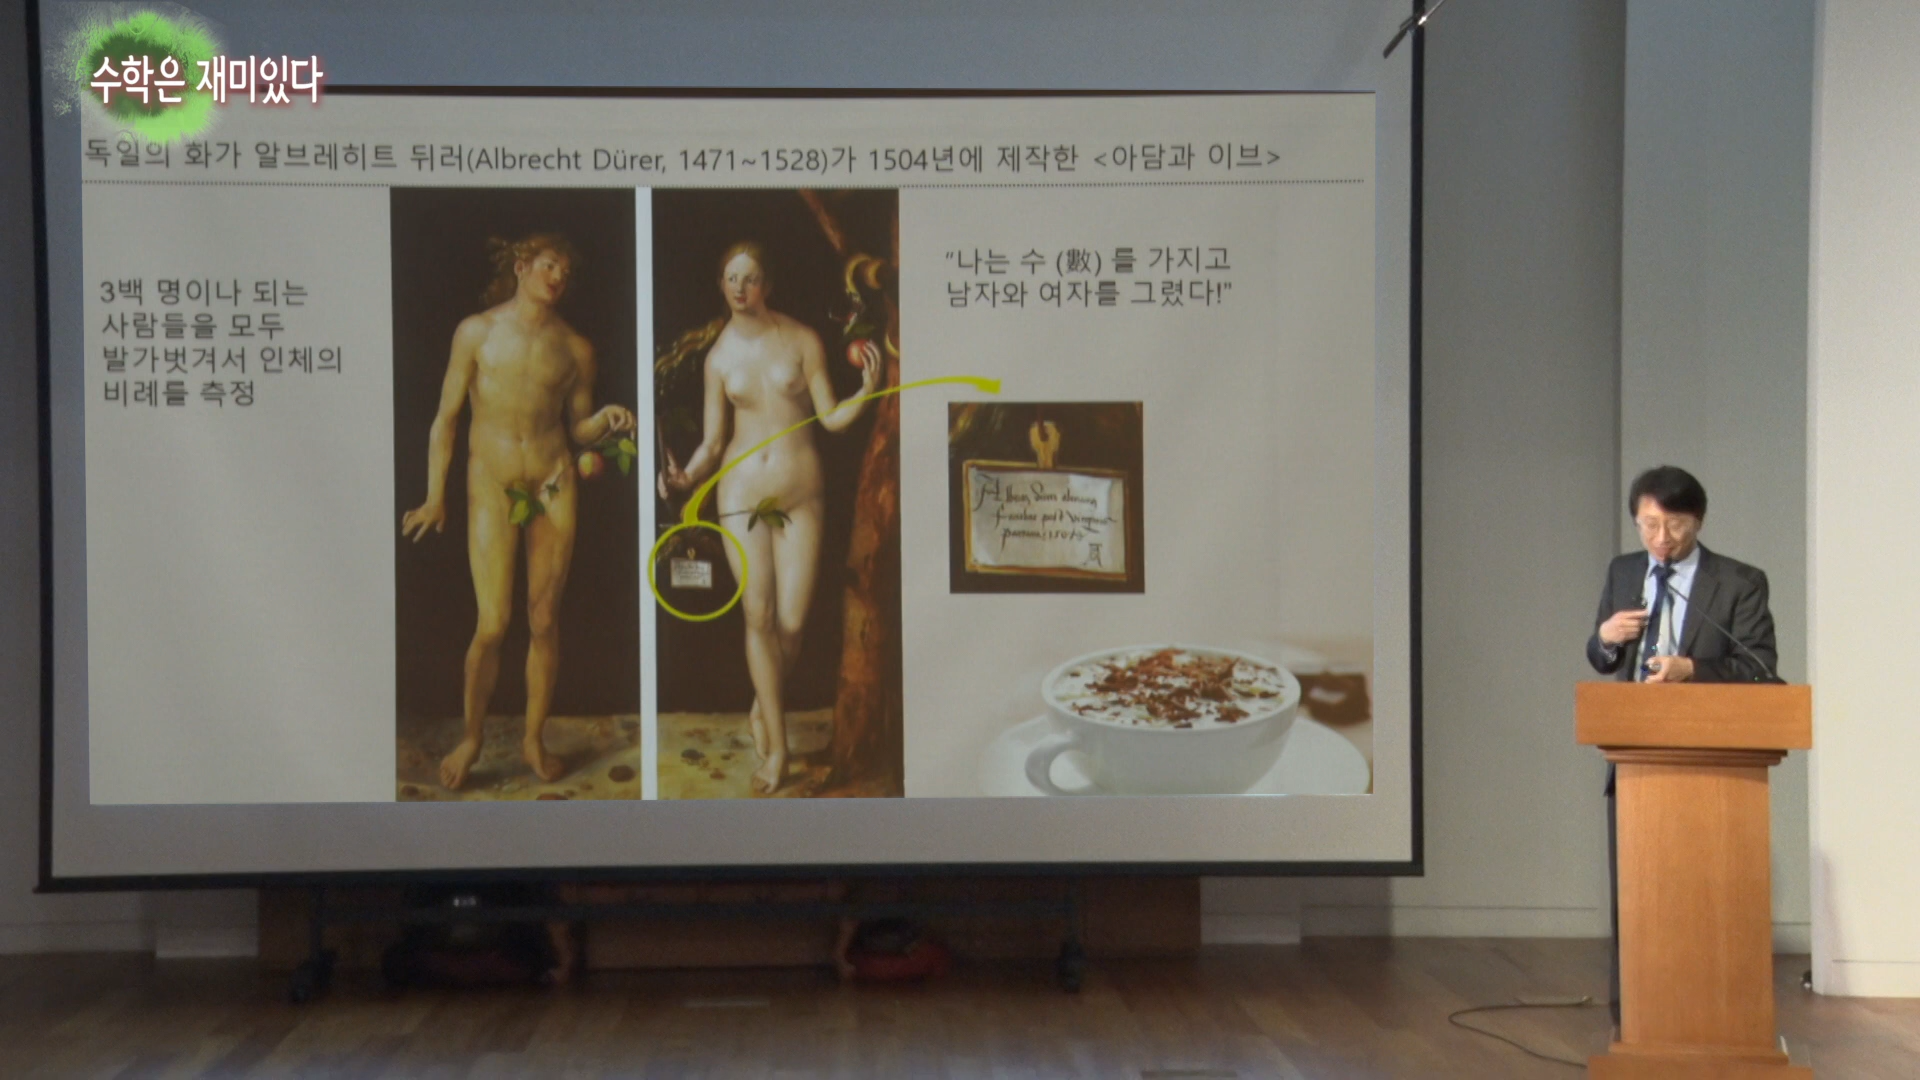 수학은 재미있다
독일의 화가 알브레히트 뒤러(Albrecht Dürer, 1471~1528)가 1504년에 제작한 <아담과 이브>
3백 명이나 되는
사람들을 모두
발가벗겨서 인체의
비례를 측정
"나는 수 (數) 를 가지고
남자와 여자를 그렸다!"